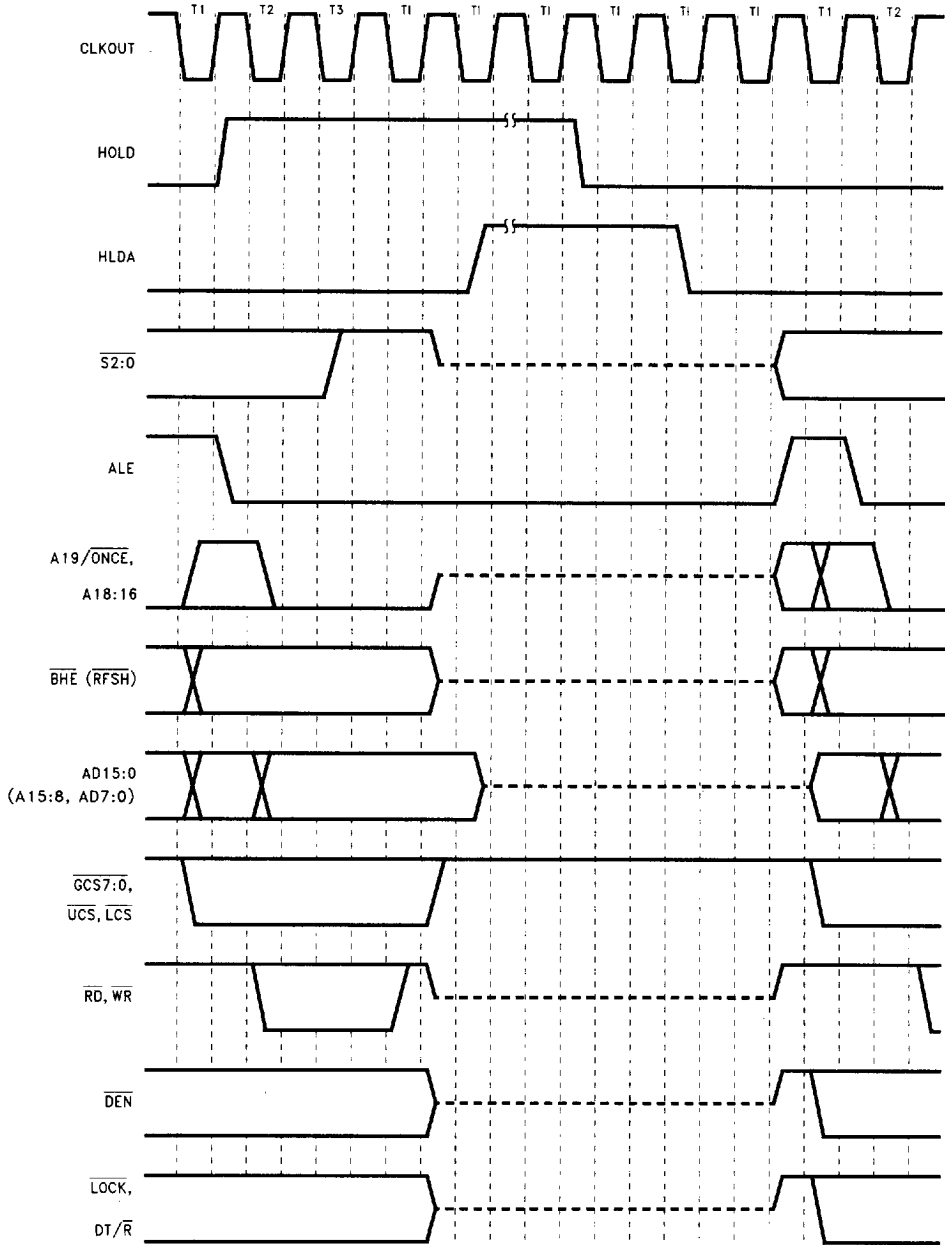 T1 T2 T3 TI TI TI TI TI TI T1 T2
CLKOUT
HOLD
HLDA
S2:0
ALE
A19/ONCE,
A18:16
BHE (RFSH)
AD15:0
(A15:8, AD7:0)
GCS7:0,
UCS, LCS
RD, WR
DEN
LOCK,
DT/R